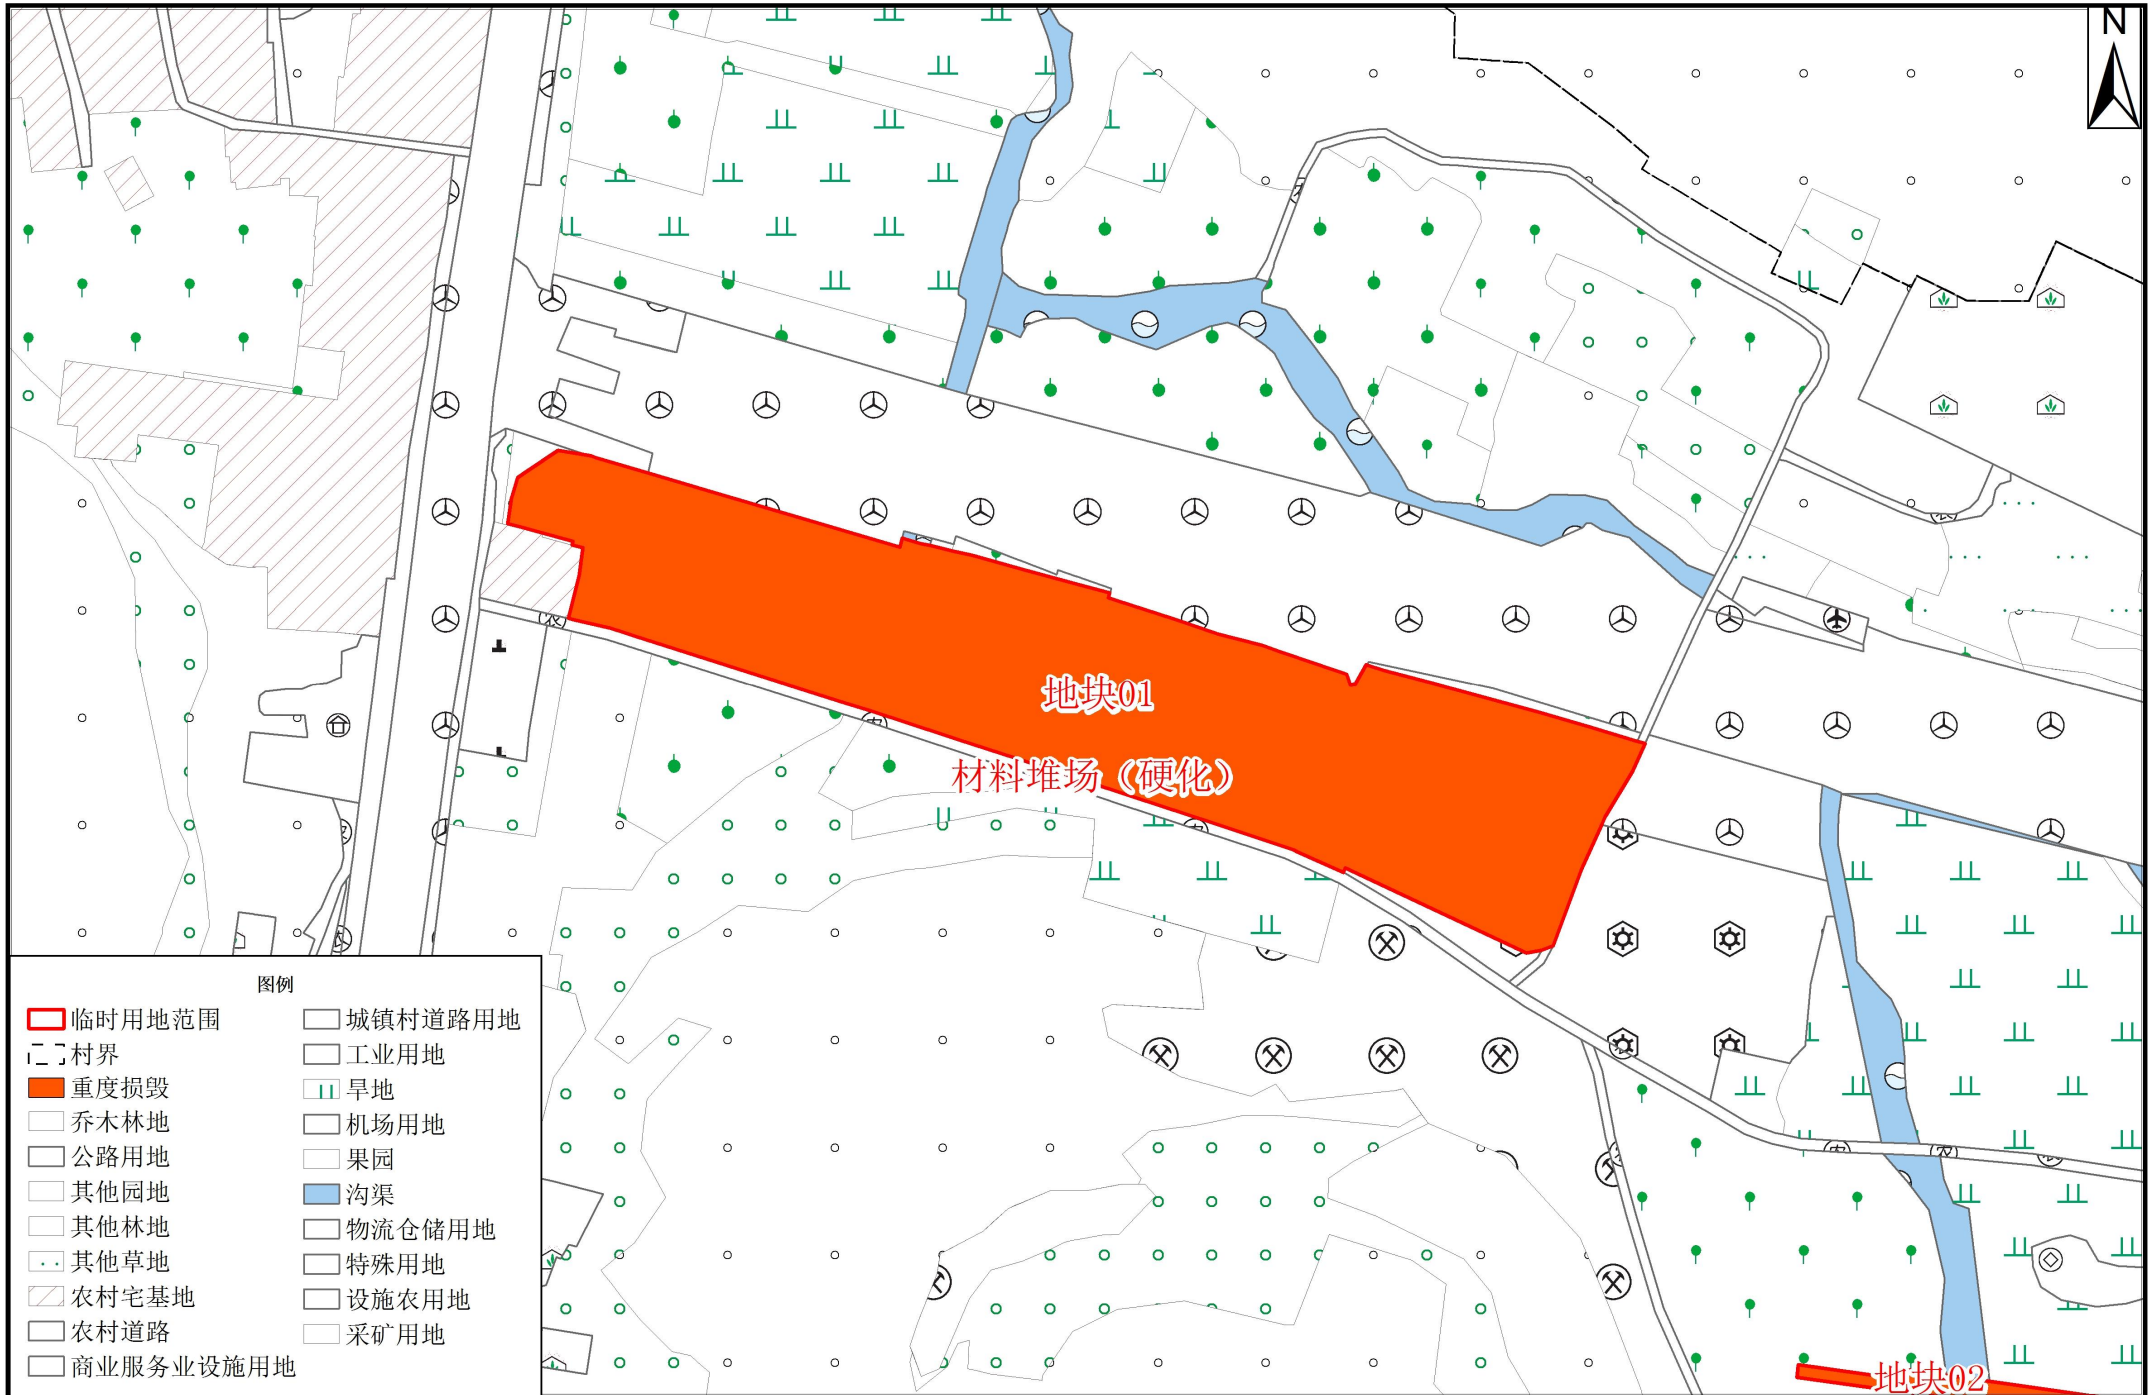 N
地块01
材料堆场（硬化）
图例
临时用地范围
村界
重度损毁
乔木林地
公路用地
其他园地
其他林地
其他草地
农村宅基地
农村道路
商业服务业设施用地
城镇村道路用地
工业用地
旱地
机场用地
果园
沟渠
物流仓储用地
特殊用地
设施农用地
采矿用地
地块02